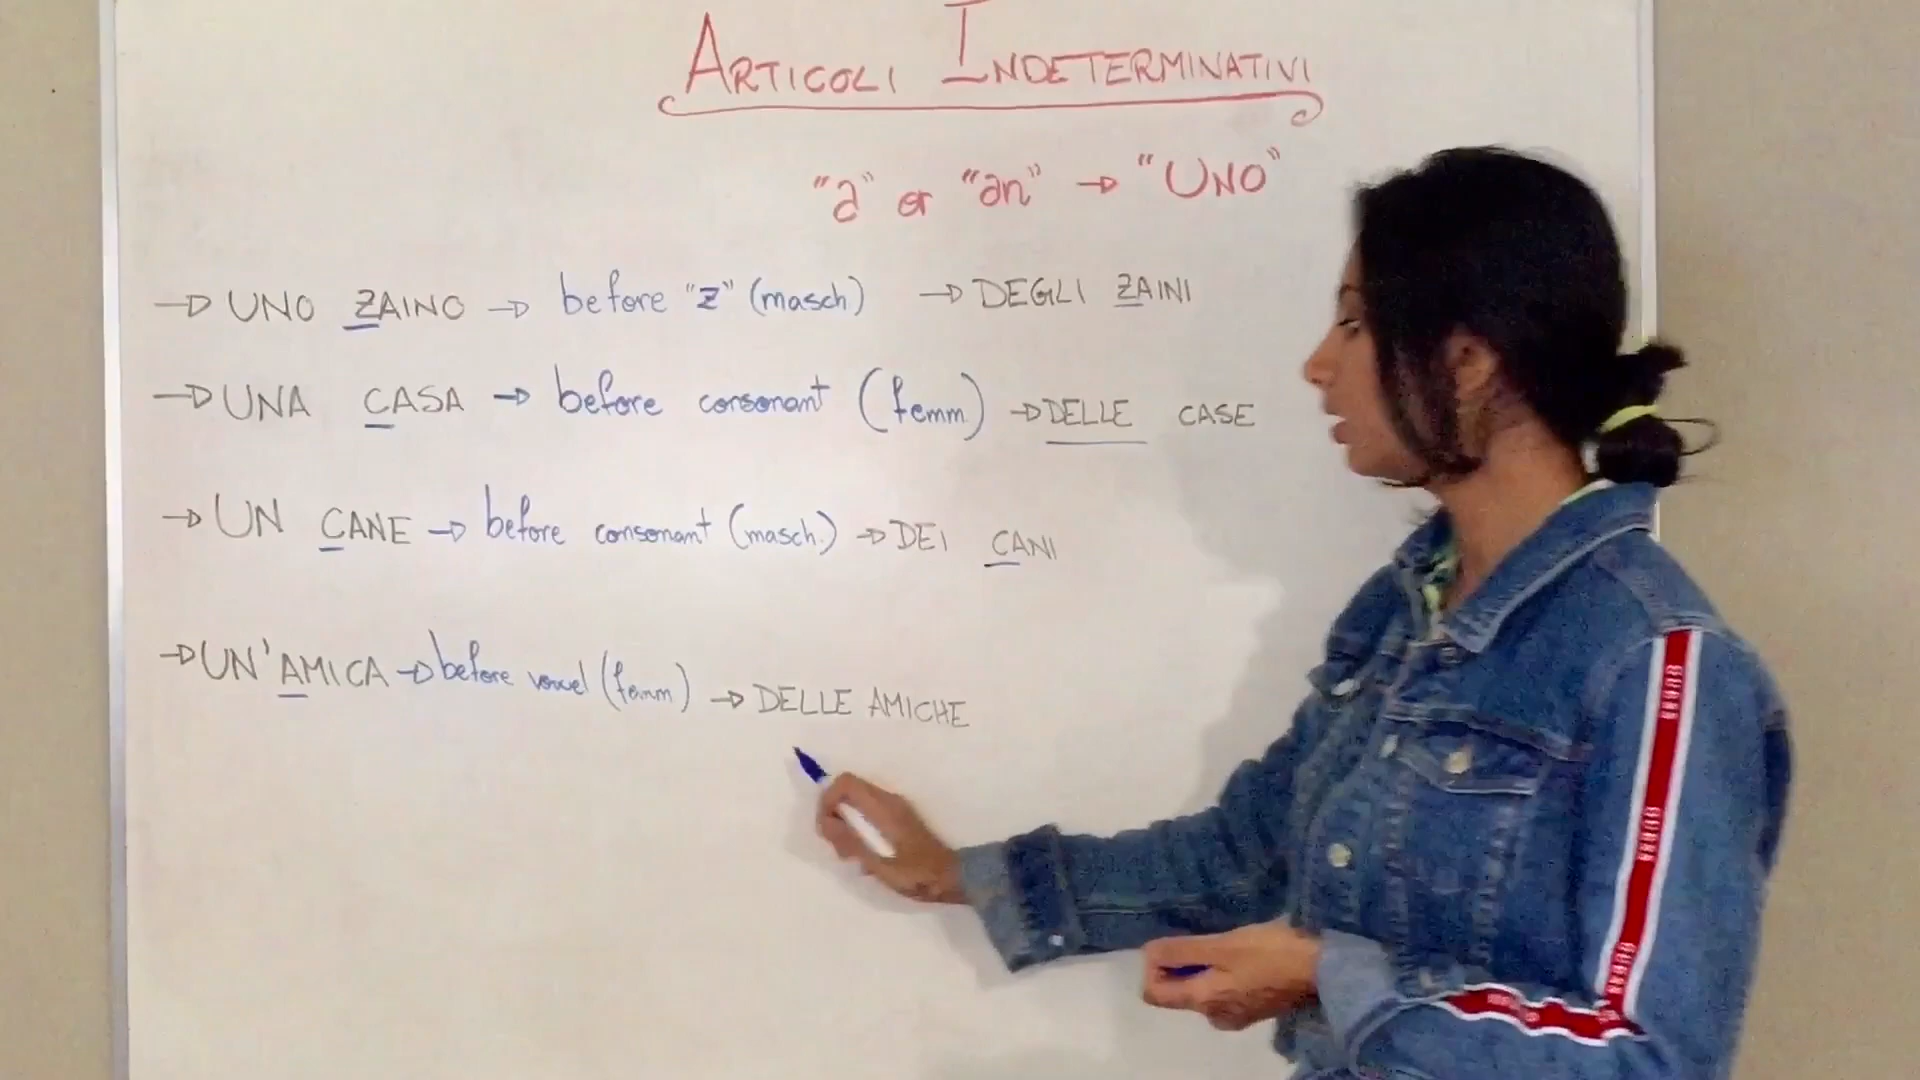 ARTICOLI INDETERMINATIVI
"a" or "an" → "UNO"
→ UNO ZAINO → before "z" (masch) → DEGLI ZAINI
→ UNA CASA → before consonant (femm) → DELLE CASE
→ UN CANE → before consonant (masch.) → DEI CANI
→ UN' AMICA → before vowel (femm) → DELLE AMICHE